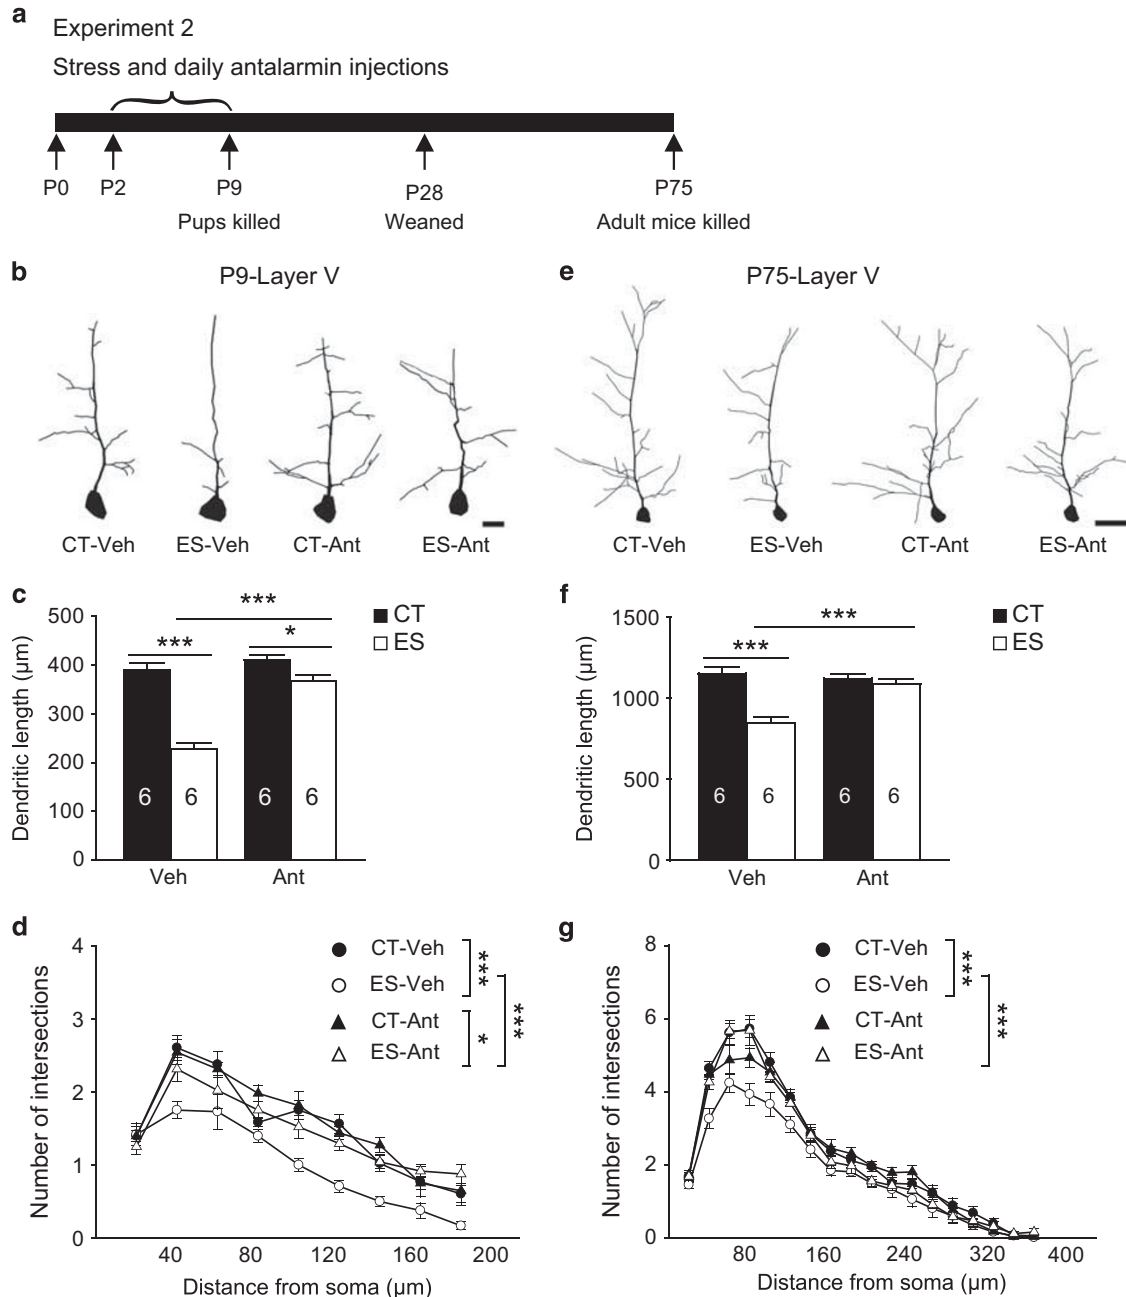 a
Experiment 2
Stress and daily antalarmin injections
P0 P2 P9 P28 P75
Pups killed Weaned Adult mice killed
b P9-Layer V
CT-Veh ES-Veh CT-Ant ES-Ant
e P75-Layer V
CT-Veh ES-Veh CT-Ant ES-Ant
c
Dendritic length (µm)
500
400
300
200
100
0
***
***
*
CT
ES
6 6 6 6
Veh Ant
f
Dendritic length (µm)
1500
1000
500
0
***
***
CT
ES
6 6 6 6
Veh Ant
d
Number of intersections
4
3
2
1
0
CT-Veh
ES-Veh
CT-Ant
ES-Ant
***
*
***
40 80 120 160 200
Distance from soma (µm)
g
Number of intersections
8
6
4
2
0
CT-Veh
ES-Veh
CT-Ant
ES-Ant
***
***
80 160 240 320 400
Distance from soma (µm)